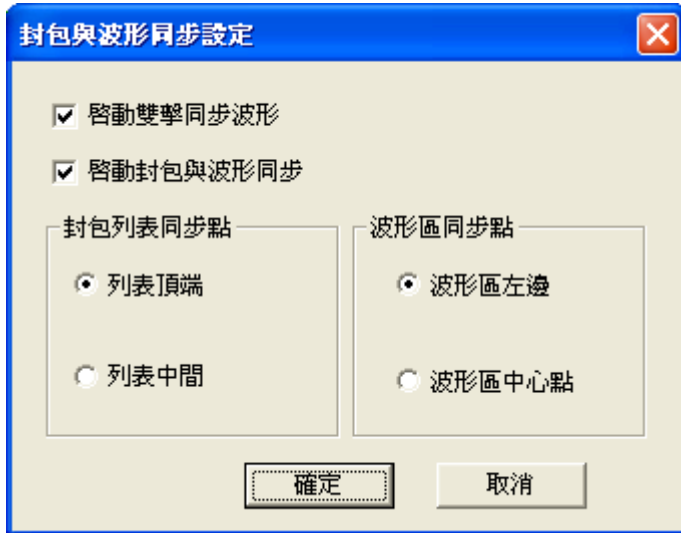 封包與波形同步設定
啓動雙擊同步波形
啓動封包與波形同步
封包列表同步點
列表頂端
列表中間
波形區同步點
波形區左邊
波形區中心點
確定
取消